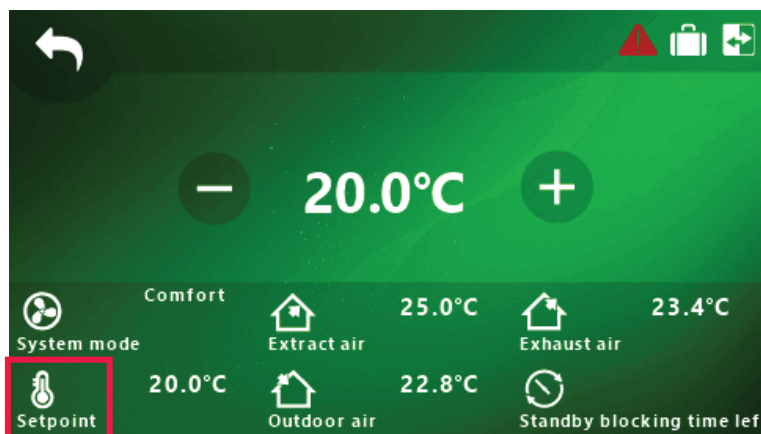 20.0°C
Comfort
25.0°C
23.4°C
System mode
Extract air
Exhaust air
20.0°C
22.8°C
Setpoint
Outdoor air
Standby blocking time lef